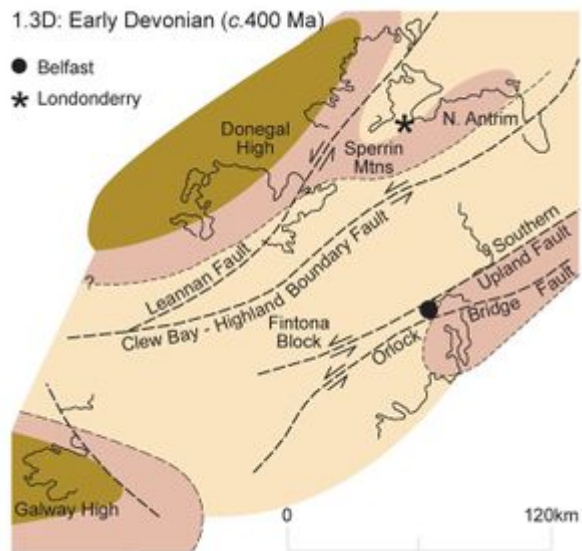 1.3D: Early Devonian (c.400 Ma)
Belfast
Londonderry
Donegal
High
N. Antrim
Sperrin
Mtns
Leannan Fault
Clew Bay - Highland Boundary Fault
Southern
Upland Fault
Orlock Bridge Fault
Fintona
Block
?
Galway High
0 120km